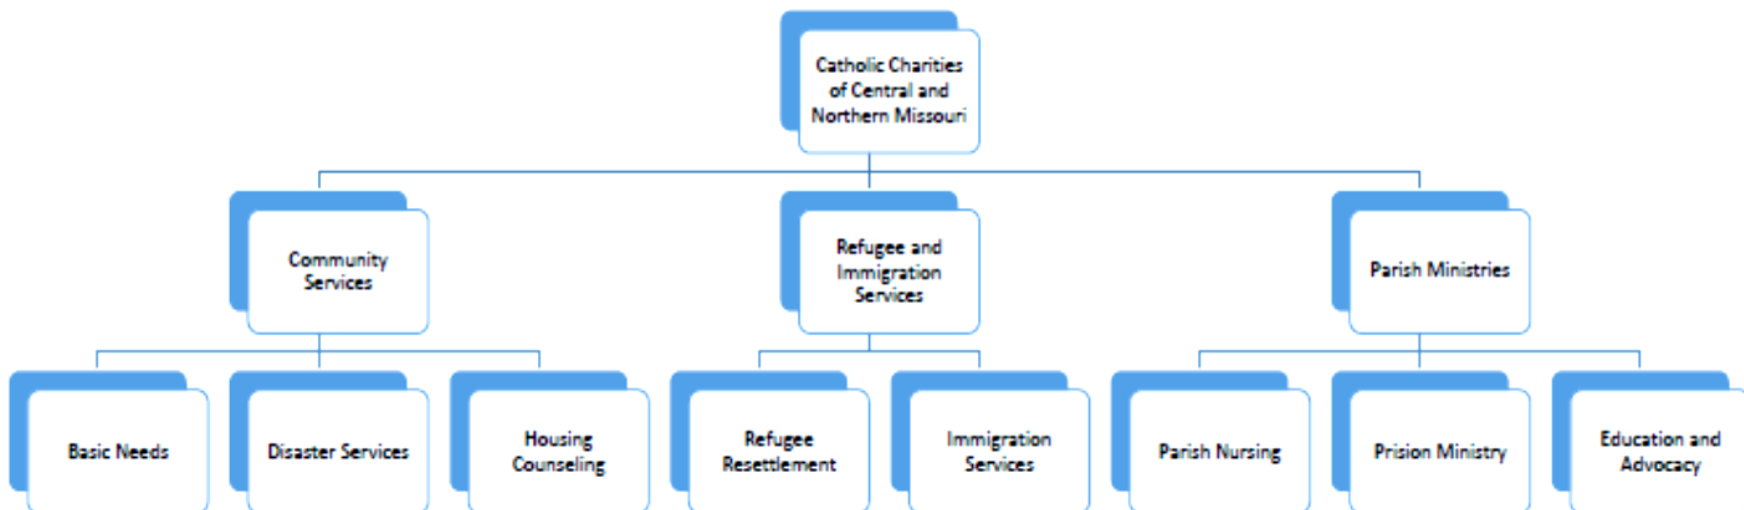 Catholic Charities
of Central and
Northern Missouri
Community
Services
Refugee and
Immigration
Services
Parish Ministries
Basic Needs
Disaster Services
Housing
Counseling
Refugee
Resettlement
Immigration
Services
Parish Nursing
Prision Ministry
Education and
Advocacy